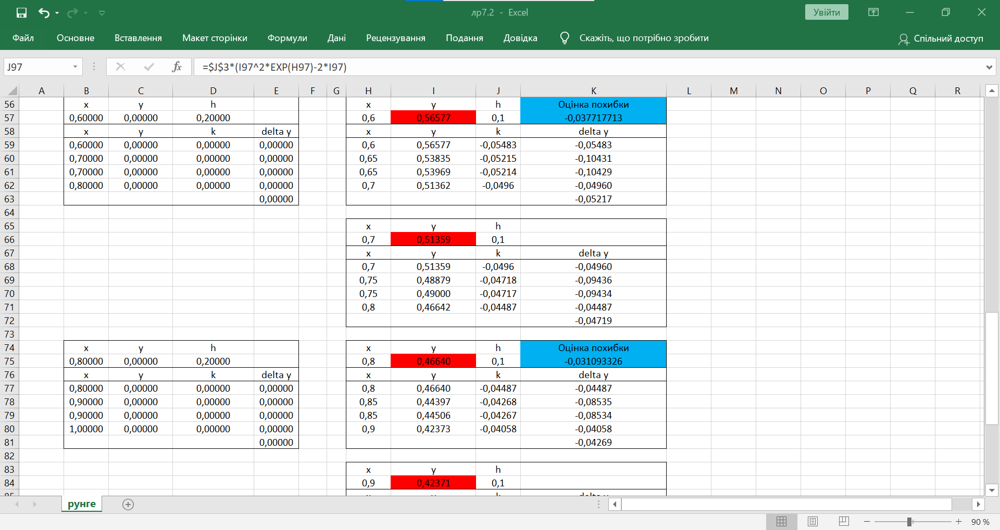 лр7.2 - Excel
Увійти
Файл Основне Вставлення Макет сторінки Формули Дані Рецензування Подання Довідка Скажіть, що потрібно зробити Спільний доступ
J97 fx =$J$3*(I97^2*EXP(H97)-2*I97)
A B C D E F G H I J K L M N O P Q R
56 x y h x y h Оцінка похибки
57 0,60000 0,00000 0,20000 0,6 0,56577 0,1 -0,037717713
58 x y k delta y x y k delta y
59 0,60000 0,00000 0,00000 0,00000 0,6 0,56577 -0,05483 -0,05483
60 0,70000 0,00000 0,00000 0,00000 0,65 0,53835 -0,05215 -0,10431
61 0,70000 0,00000 0,00000 0,00000 0,65 0,53969 -0,05214 -0,10429
62 0,80000 0,00000 0,00000 0,00000 0,7 0,51362 -0,0496 -0,04960
63 0,00000 -0,05217
64
65 x y h
66 0,7 0,51359 0,1
67 x y k delta y
68 0,7 0,51359 -0,0496 -0,04960
69 0,75 0,48879 -0,04718 -0,09436
70 0,75 0,49000 -0,04717 -0,09434
71 0,8 0,46642 -0,04487 -0,04487
72 -0,04719
73
74 x y h x y h Оцінка похибки
75 0,80000 0,00000 0,20000 0,8 0,46640 0,1 -0,031093326
76 x y k delta y x y k delta y
77 0,80000 0,00000 0,00000 0,00000 0,8 0,46640 -0,04487 -0,04487
78 0,90000 0,00000 0,00000 0,00000 0,85 0,44397 -0,04268 -0,08535
79 0,90000 0,00000 0,00000 0,00000 0,85 0,44506 -0,04267 -0,08534
80 1,00000 0,00000 0,00000 0,00000 0,9 0,42373 -0,04058 -0,04058
81 0,00000 -0,04269
82
83 x y h
84 0,9 0,42371 0,1
рунге
90 %